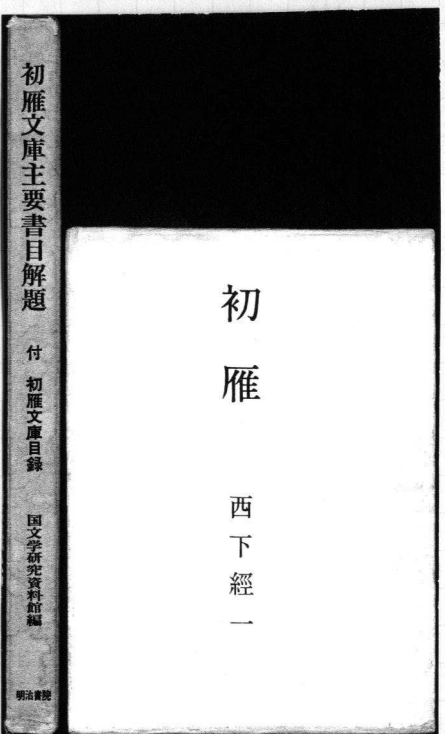 初雁文庫主要書目解題
付 初雁文庫目録
国文学研究資料館編
明治書院
初雁
西下經一